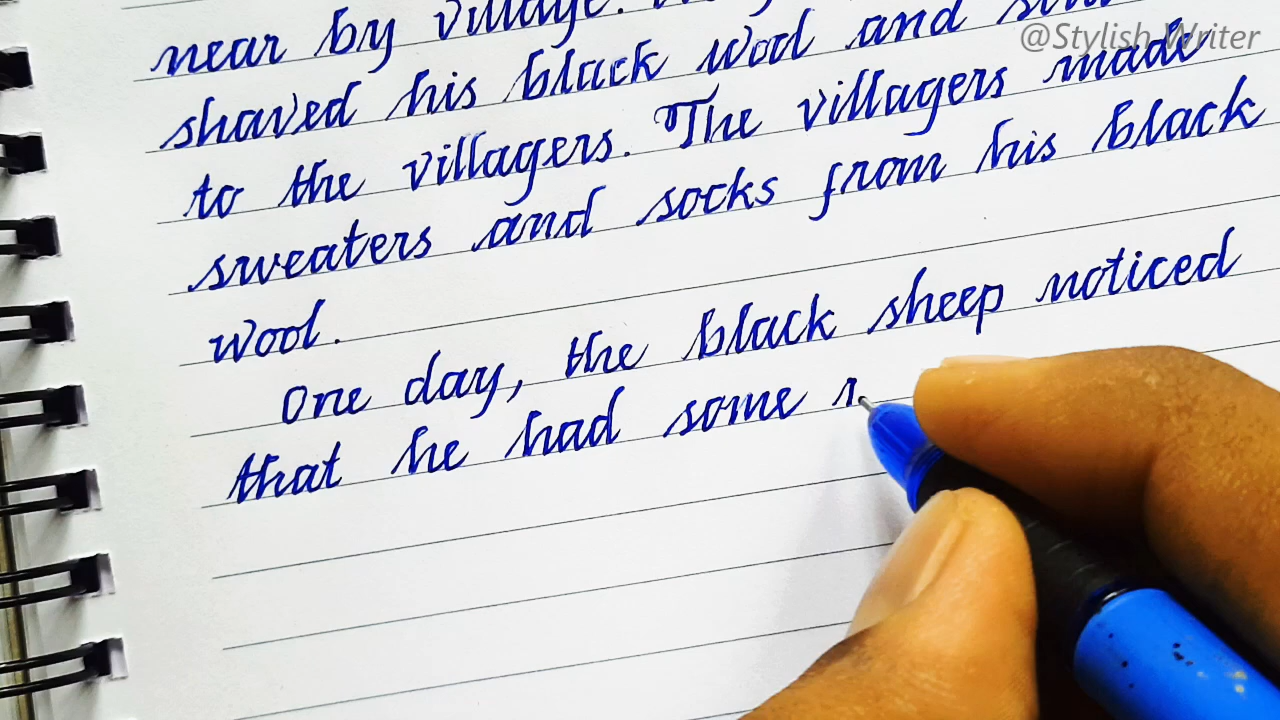 near by village.
@Stylish Writer
shaved his black wool and
to the villagers. The villagers made
sweaters and socks from his black
wool.
One day, the black sheep noticed
that he had some